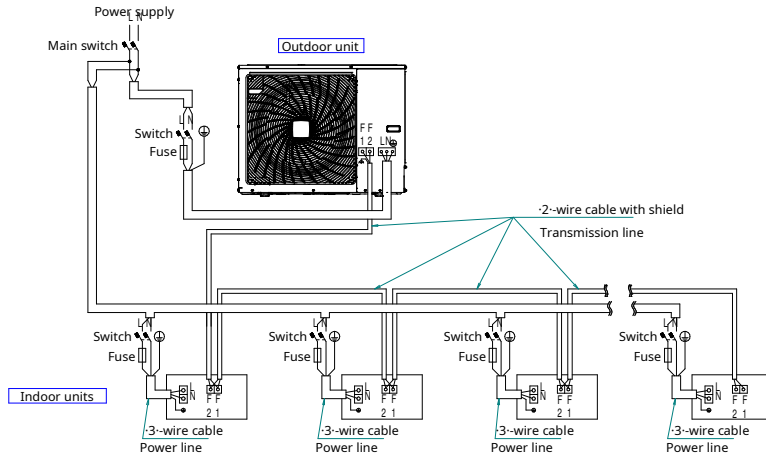 Power supply
L N
Main switch
Outdoor unit
L N
Switch
Fuse
F F
1 2 L N
·2·-wire cable with shield
Transmission line
L N
Switch
Fuse
L N
Switch
Fuse
L N
Switch
Fuse
L N
Switch
Fuse
Indoor units
L
N
F F
2 1
L
N
F F
2 1
L
N
F F
2 1
L
N
F F
2 1
·3·-wire cable
Power line
·3·-wire cable
Power line
·3·-wire cable
Power line
·3·-wire cable
Power line